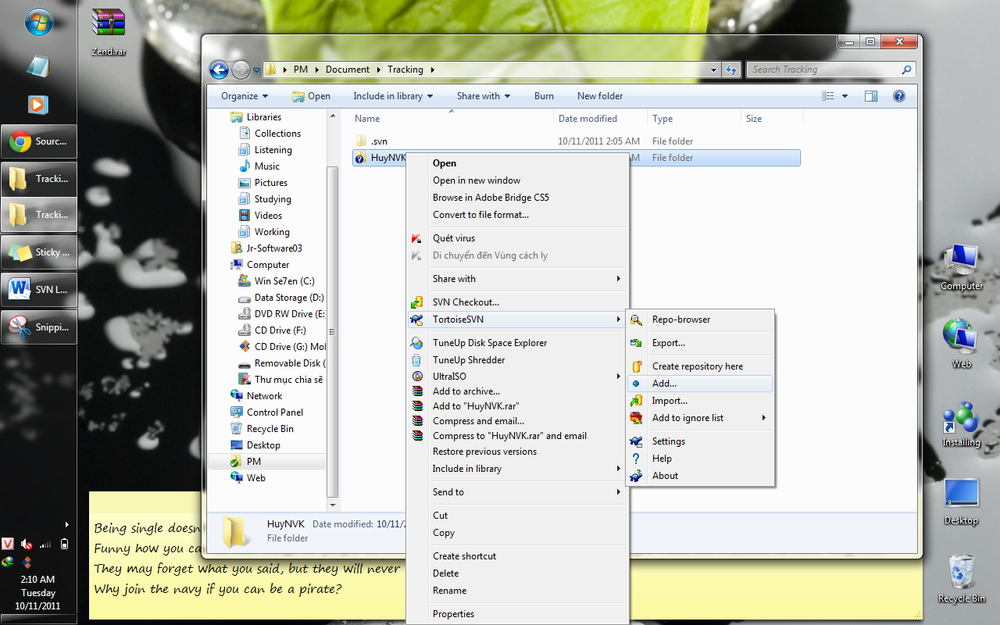 Zend.rar
Sourc...
Tracki...
Tracki...
Sticky ...
SVN L...
Snippi...
V
2:10 AM
Tuesday
10/11/2011
PM Document Tracking
Search Tracking
Organize Open Include in library Share with Burn New folder
Libraries
Collections
Listening
Music
Pictures
Studying
Videos
Working
Jr-Software03
Computer
Win Se7en (C:)
Data Storage (D:)
DVD RW Drive (E:
CD Drive (F:)
CD Drive (G:) Mol
Removable Disk (
Thư mục chia sẽ
Network
Control Panel
Recycle Bin
Desktop
PM
Web
Name Date modified Type Size
.svn 10/11/2011 2:05 AM File folder
HuyNVK M File folder
Open
Open in new window
Browse in Adobe Bridge CS5
Convert to file format...
Quét virus
Di chuyển đến Vùng cách ly
Share with
SVN Checkout...
TortoiseSVN
TuneUp Disk Space Explorer
TuneUp Shredder
UltraISO
Add to archive...
Add to "HuyNVK.rar"
Compress and email...
Compress to "HuyNVK.rar" and email
Restore previous versions
Include in library
Send to
Cut
Copy
Create shortcut
Delete
Rename
Properties
Repo-browser
Export...
Create repository here
Add...
Import...
Add to ignore list
Settings
Help
About
HuyNVK Date modified: 10/11/2
File folder
Being single doesn
Funny how you ca
They may forget what you said, but they will never
Why join the navy if you can be a pirate?
Computer
Web
Installing
Desktop
Recycle Bin